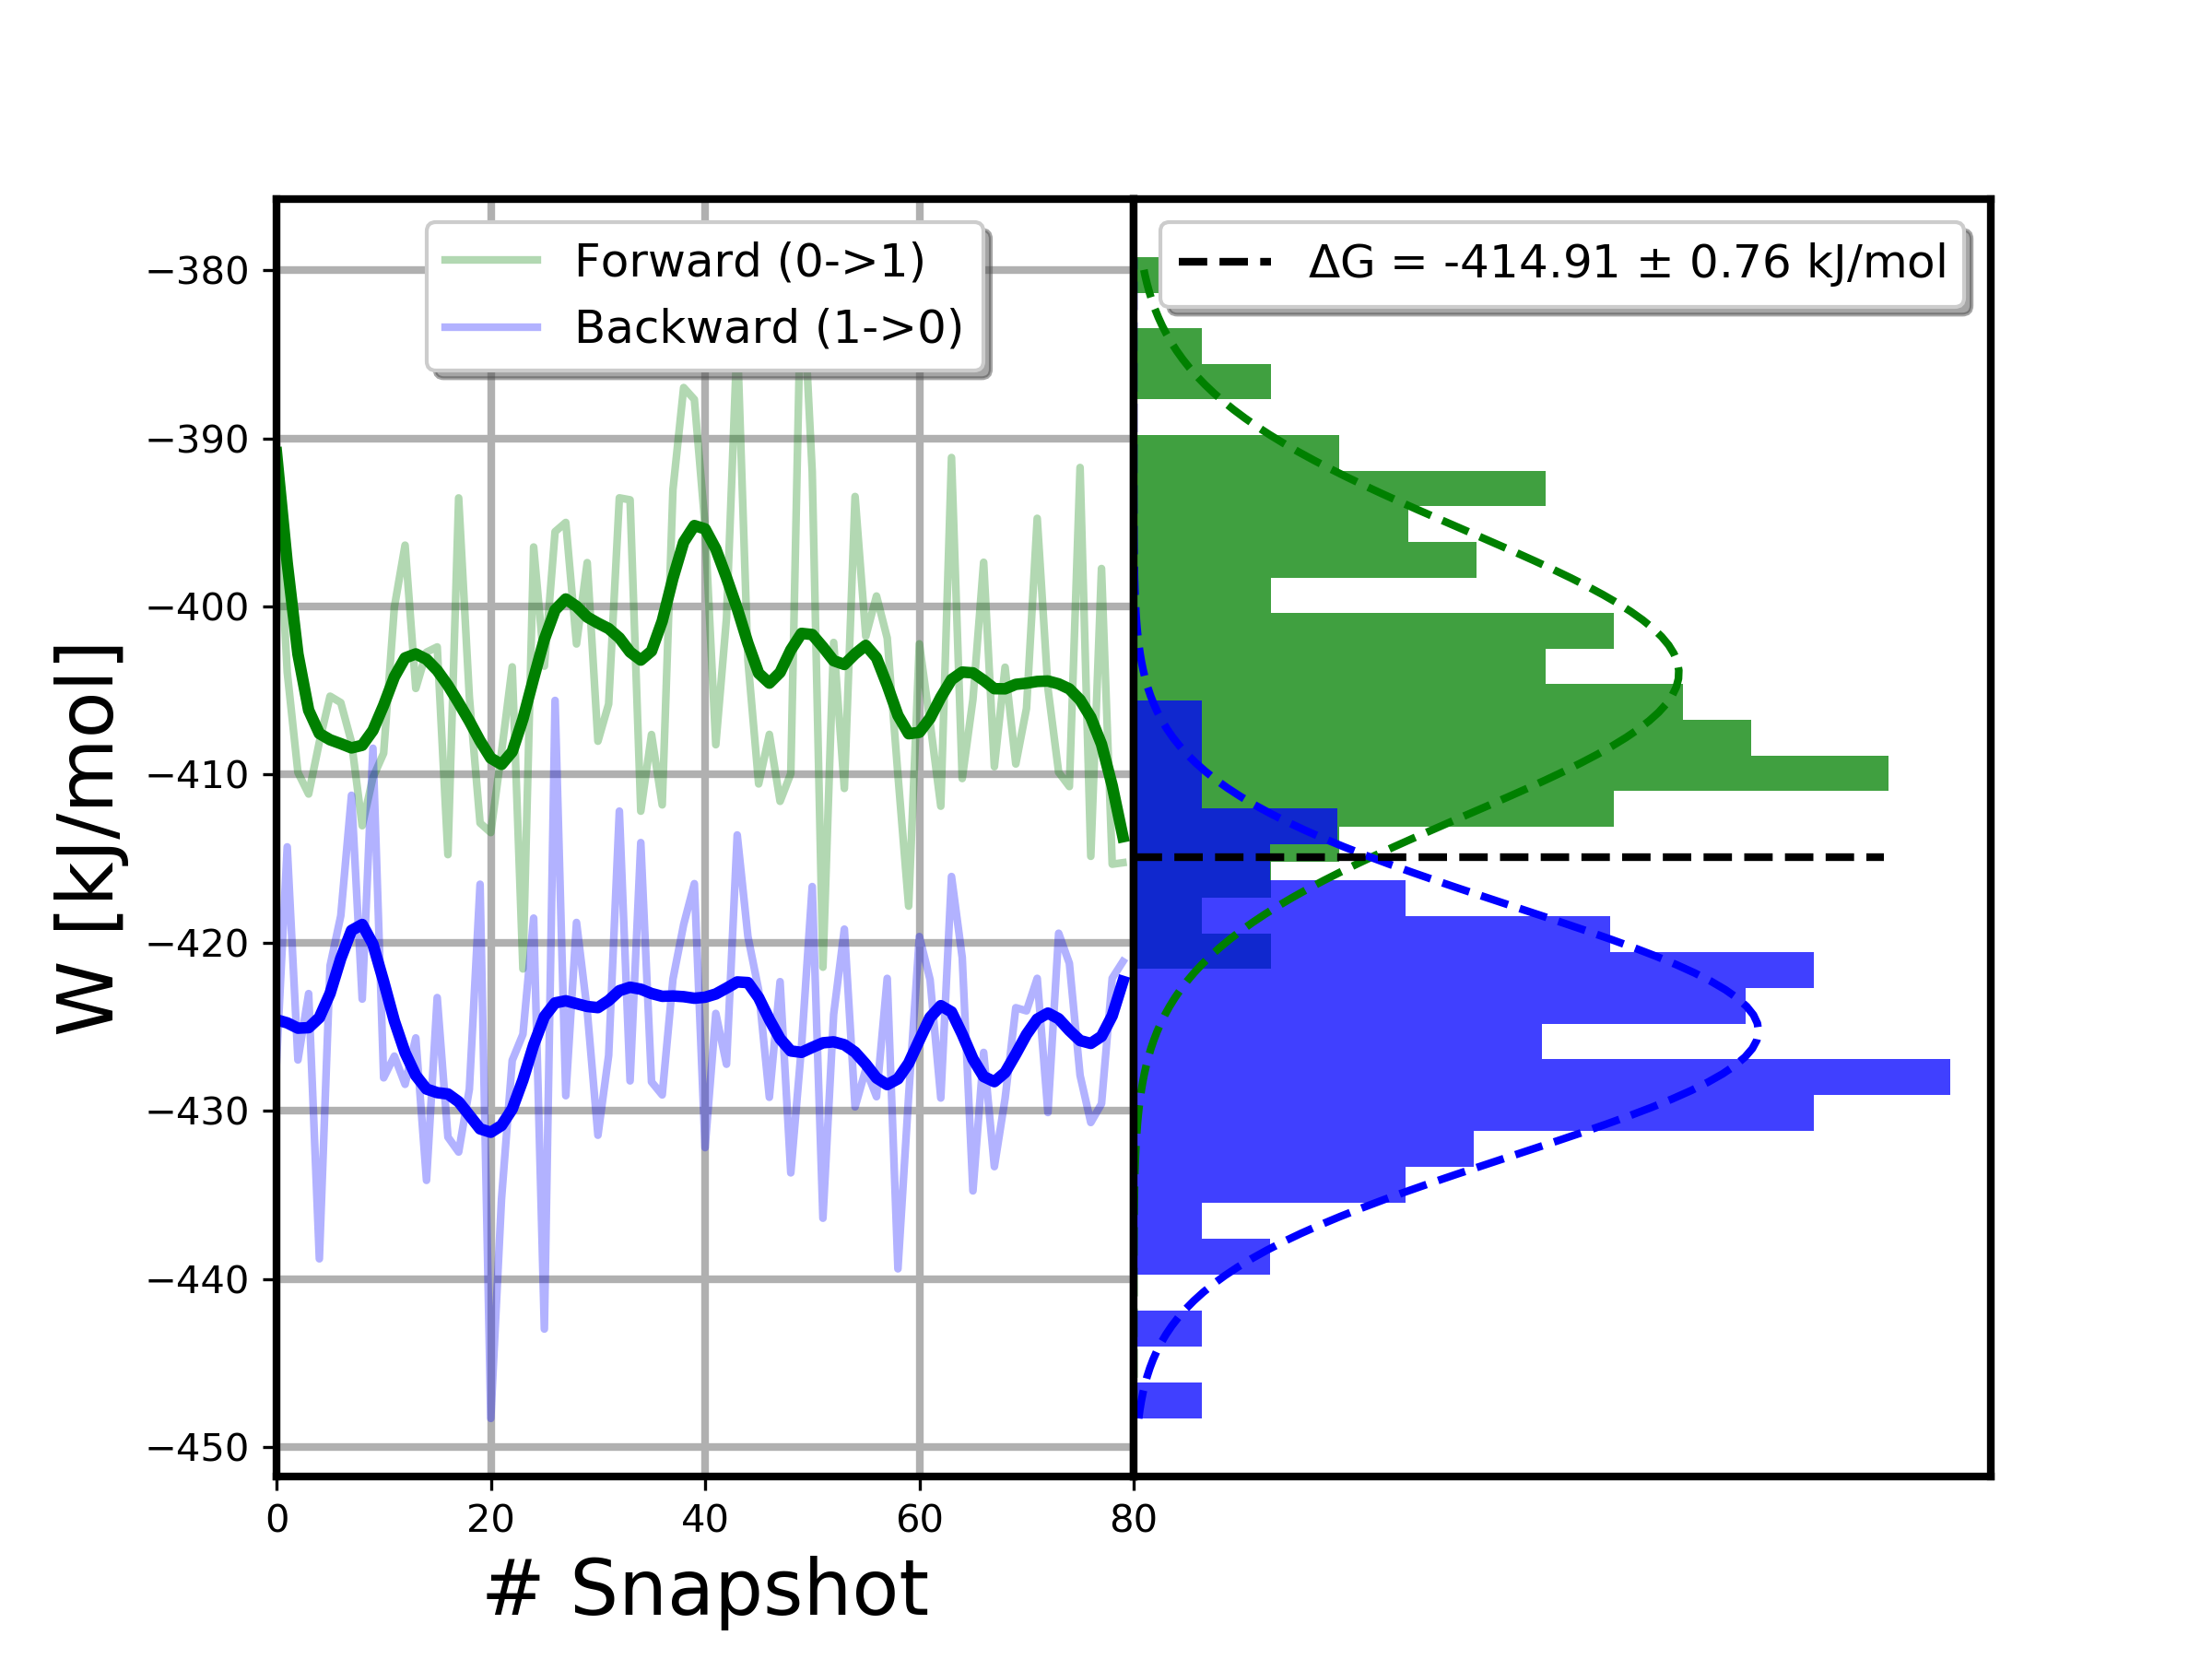 Forward (0->1)
Backward (1->0)
ΔG = -414.91 ± 0.76 kJ/mol
−380
−390
−400
−410
−420
−430
−440
−450
W [kJ/mol]
0 20 40 60 80
# Snapshot